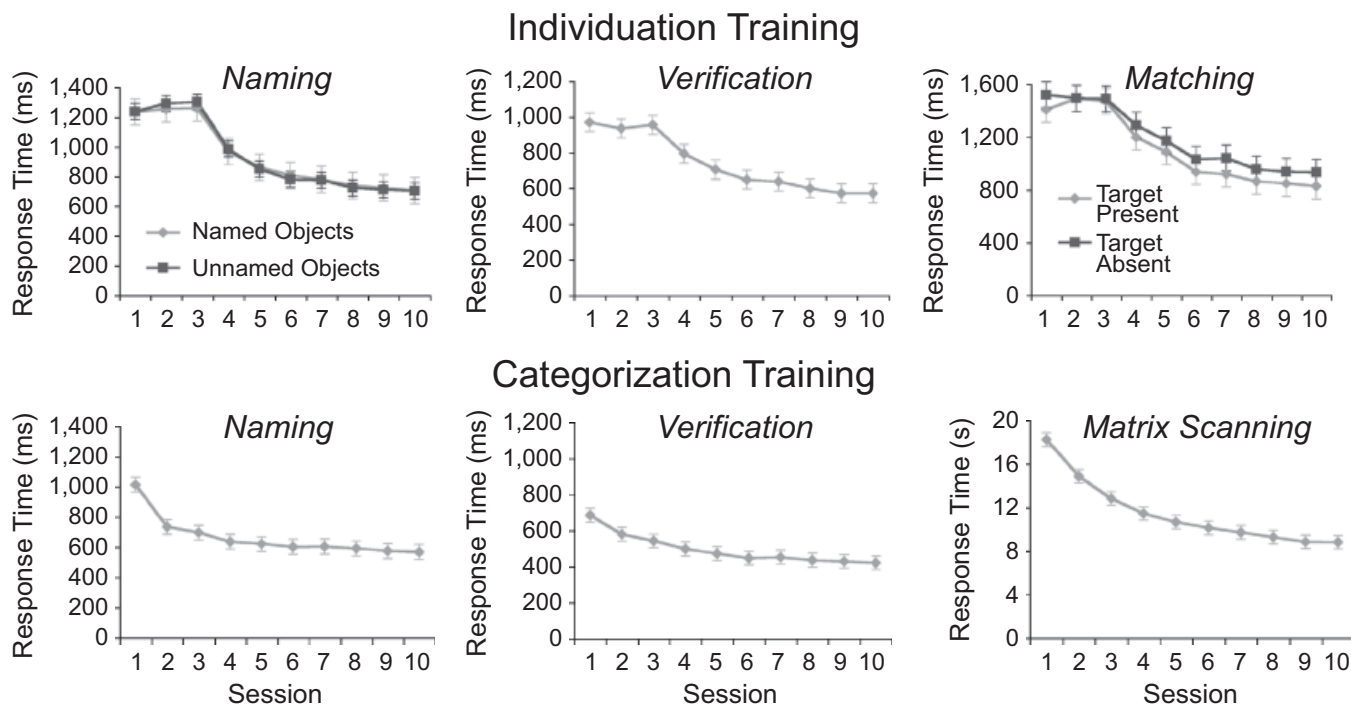 Individuation Training
Naming
Response Time (ms)
1,400
1,200
1,000
800
600
400
200
0
Named Objects
Unnamed Objects
1 2 3 4 5 6 7 8 9 10
Verification
Response Time (ms)
1,200
1,000
800
600
400
200
0
1 2 3 4 5 6 7 8 9 10
Matching
Response Time (ms)
1,600
1,200
800
400
0
Target
Present
Target
Absent
1 2 3 4 5 6 7 8 9 10
Categorization Training
Naming
Response Time (ms)
1,400
1,200
1,000
800
600
400
200
0
1 2 3 4 5 6 7 8 9 10
Session
Verification
Response Time (ms)
1,200
1,000
800
600
400
200
0
1 2 3 4 5 6 7 8 9 10
Matrix Scanning
Response Time (s)
20
16
12
8
4
0
1 2 3 4 5 6 7 8 9 10
Session